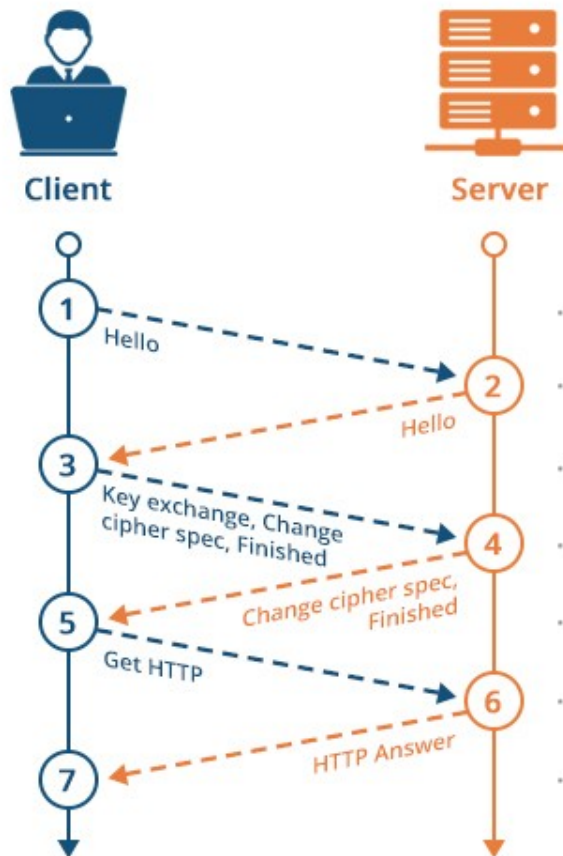 Client
Server
1
Hello
2
Hello
3
Key exchange, Change
cipher spec, Finished
4
Change cipher spec,
Finished
5
Get HTTP
6
HTTP Answer
7